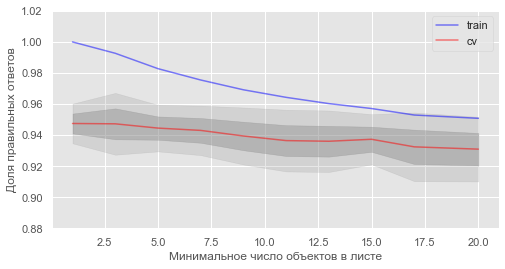 1.02
1.00
0.98
0.96
0.94
0.92
0.90
0.88
Доля правильных ответов
train
cv
2.5 5.0 7.5 10.0 12.5 15.0 17.5 20.0
Минимальное число объектов в листе